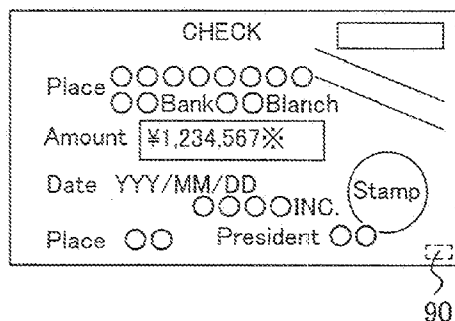 CHECK
Place ○○○○○○○○
○○Bank○○Blanch
Amount ¥1,234,567※
Date YYY/MM/DD
○○○○INC.
Stamp
Place ○○ President ○○
90